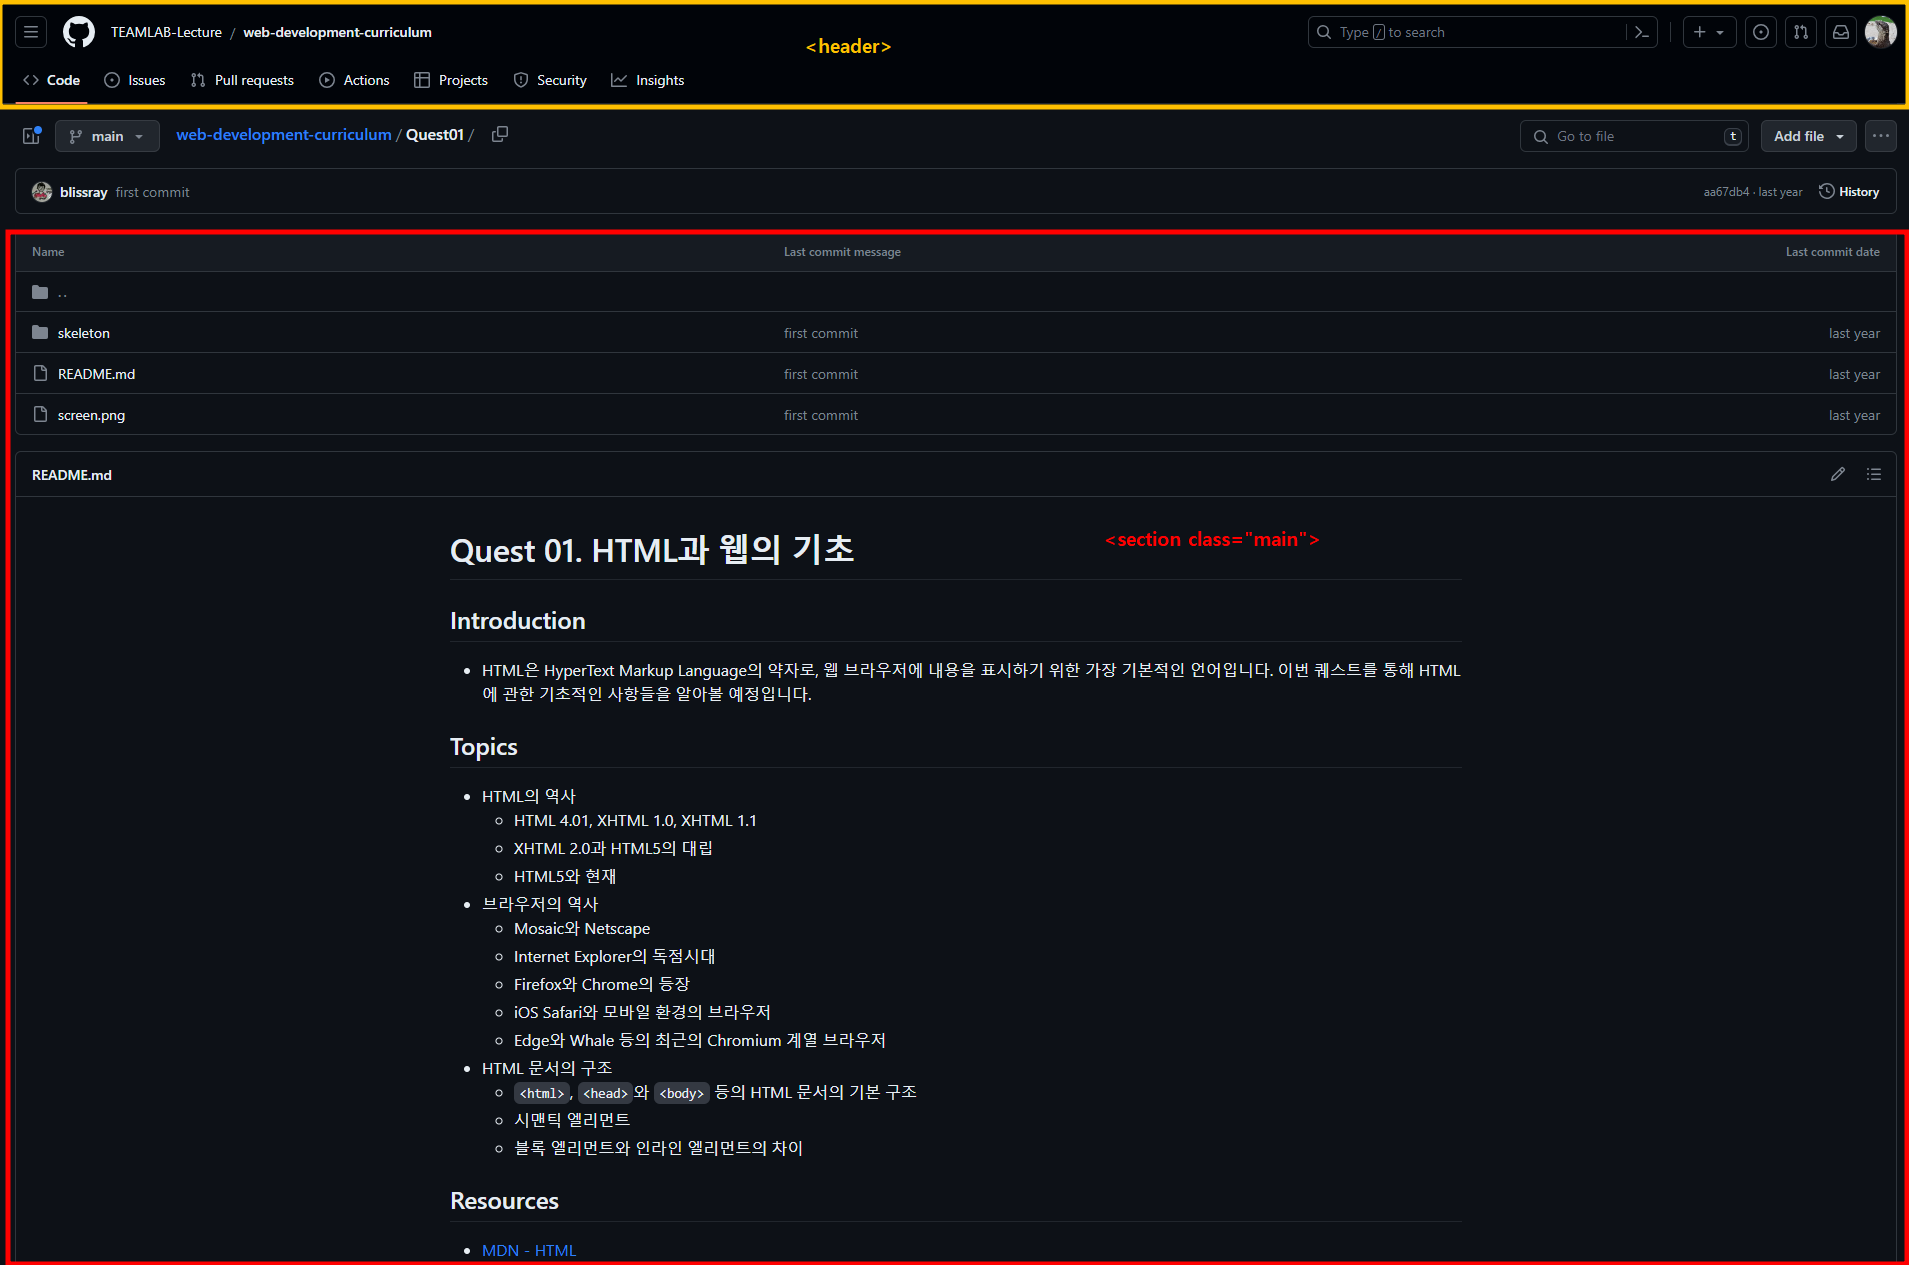 TEAMLAB-Lecture / web-development-curriculum
Type / to search
<header>
Code Issues Pull requests Actions Projects Security Insights
main web-development-curriculum / Quest01 /
Go to file t Add file
blissray first commit aa67db4 · last year History
Name Last commit message Last commit date
..
skeleton first commit last year
README.md first commit last year
screen.png first commit last year
README.md
<section class="main">
Quest 01. HTML과 웹의 기초
Introduction
HTML은 HyperText Markup Language의 약자로, 웹 브라우저에 내용을 표시하기 위한 가장 기본적인 언어입니다. 이번 퀘스트를 통해 HTML
에 관한 기초적인 사항들을 알아볼 예정입니다.
Topics
HTML의 역사
HTML 4.01, XHTML 1.0, XHTML 1.1
XHTML 2.0과 HTML5의 대립
HTML5와 현재
브라우저의 역사
Mosaic와 Netscape
Internet Explorer의 독점시대
Firefox와 Chrome의 등장
iOS Safari와 모바일 환경의 브라우저
Edge와 Whale 등의 최근의 Chromium 계열 브라우저
HTML 문서의 구조
<html>, <head>와 <body> 등의 HTML 문서의 기본 구조
시맨틱 엘리먼트
블록 엘리먼트와 인라인 엘리먼트의 차이
Resources
MDN - HTML